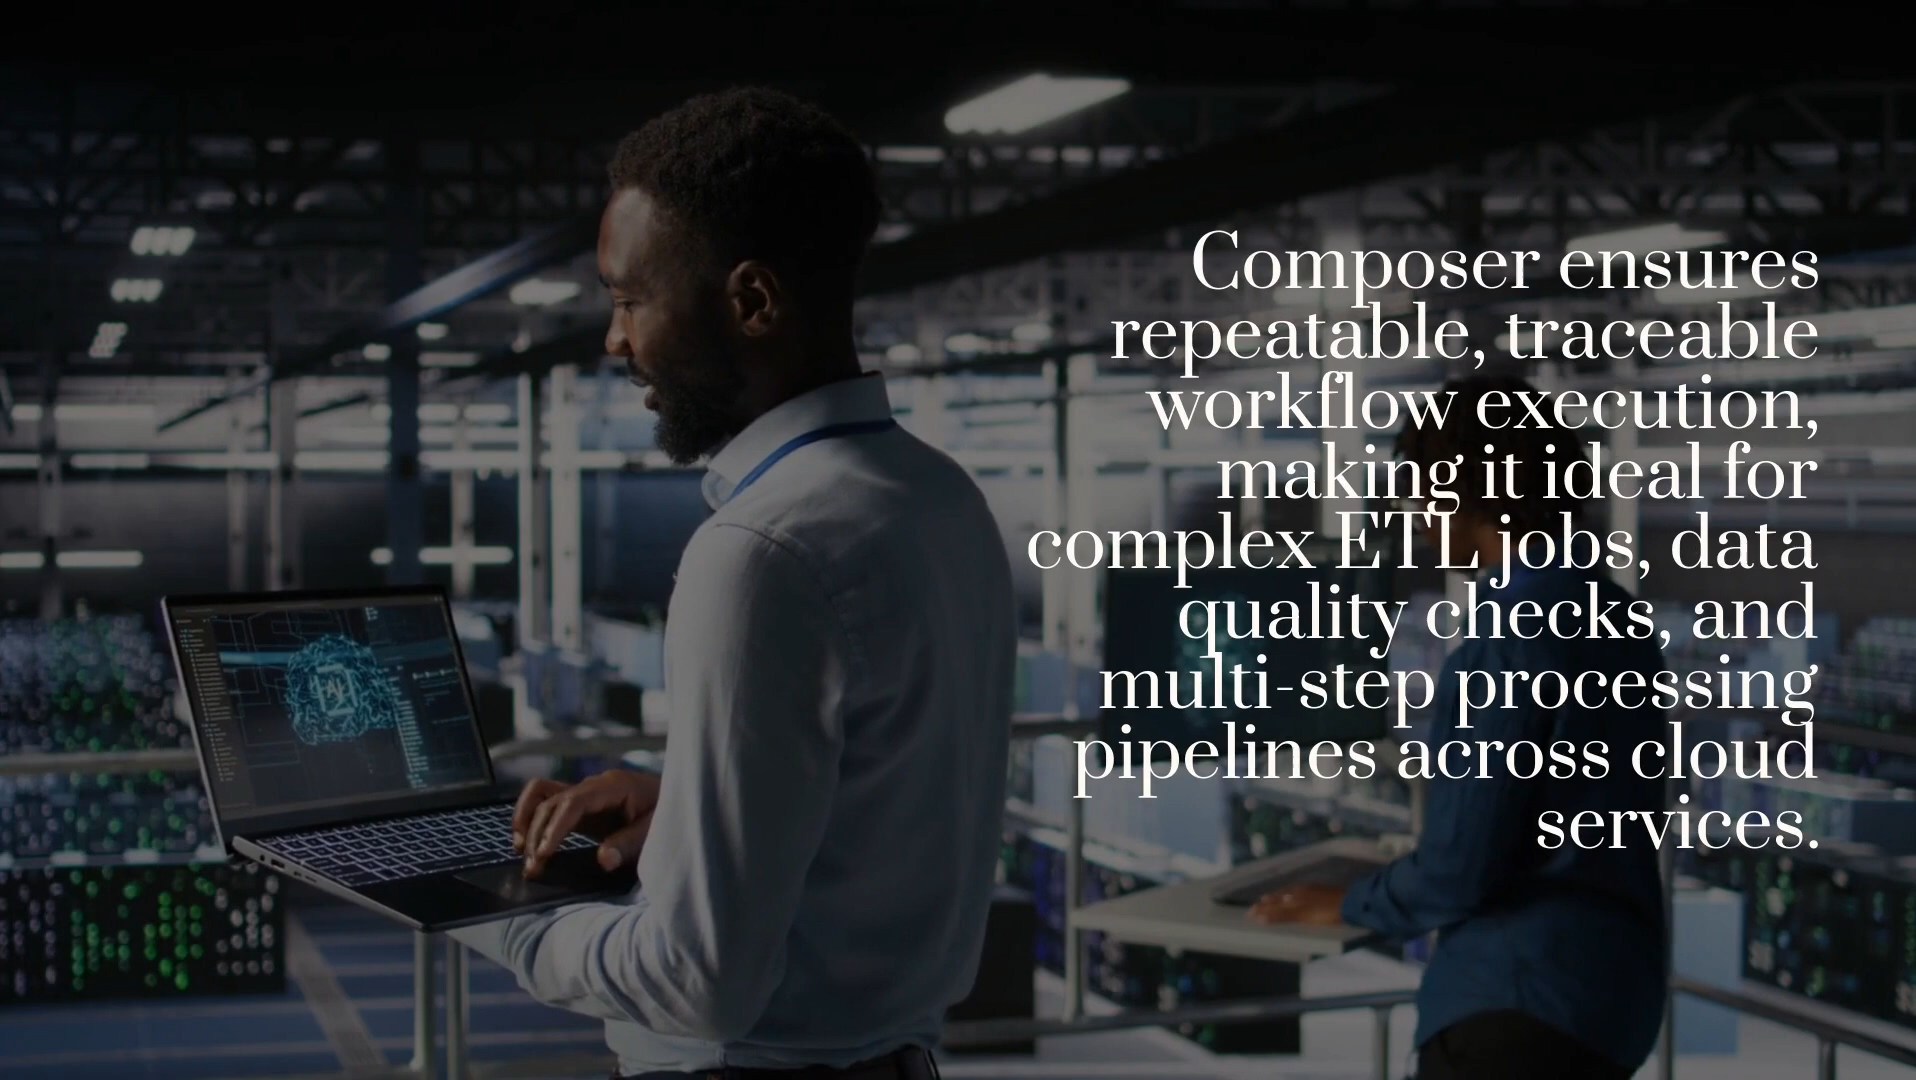 Composer ensures
repeatable, traceable
workflow execution,
making it ideal for
complex ETL jobs, data
quality checks, and
multi-step processing
pipelines across cloud
services.
AI